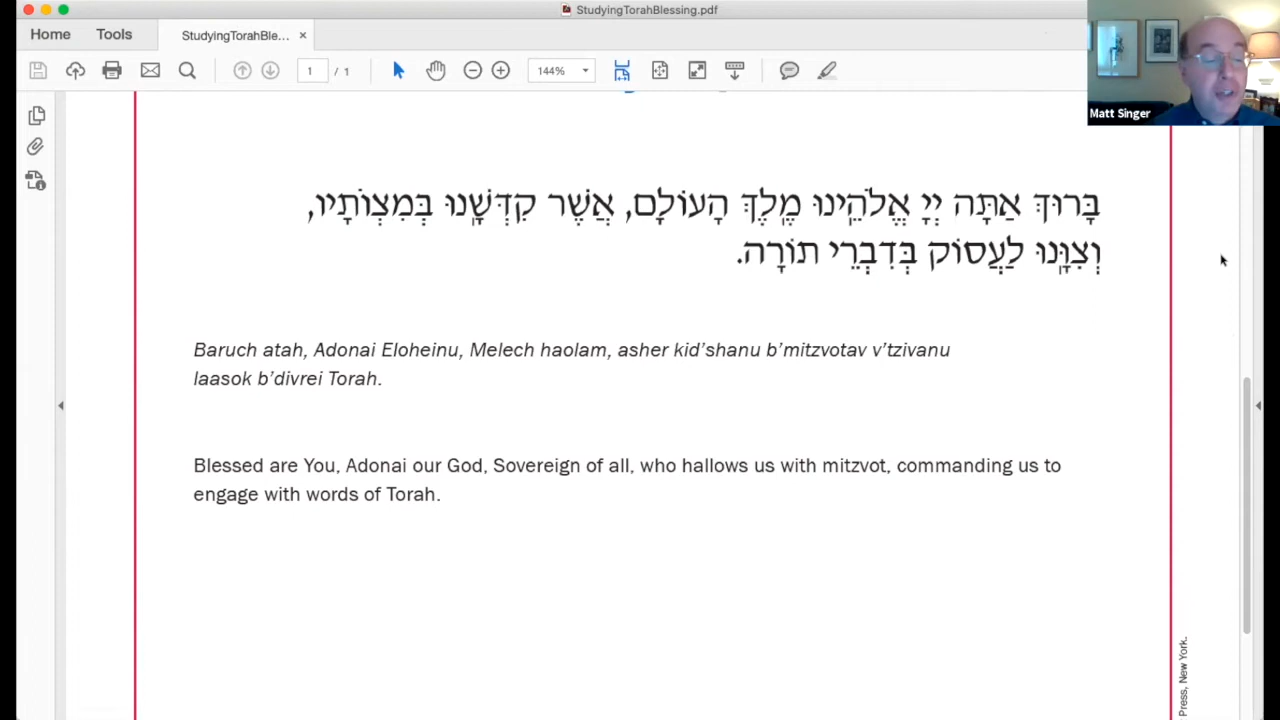 StudyingTorahBlessing.pdf
Home
Tools
StudyingTorahBle...
1 / 1
144%
Matt Singer
בָּרוּךְ אַתָּה יְיָ אֱלֹהֵֽינוּ מֶֽלֶךְ הָעוֹלָם, אֲשֶׁר קִדְּשָֽׁנוּ בְּמִצְוֹתָיו,
וְצִוָּֽנוּ לַעֲסוֹק בְּדִבְרֵי תוֹרָה.
Baruch atah, Adonai Eloheinu, Melech haolam, asher kid’shanu b’mitzvotav v’tzivanu
laasok b’divrei Torah.
Blessed are You, Adonai our God, Sovereign of all, who hallows us with mitzvot, commanding us to
engage with words of Torah.
Press, New York.